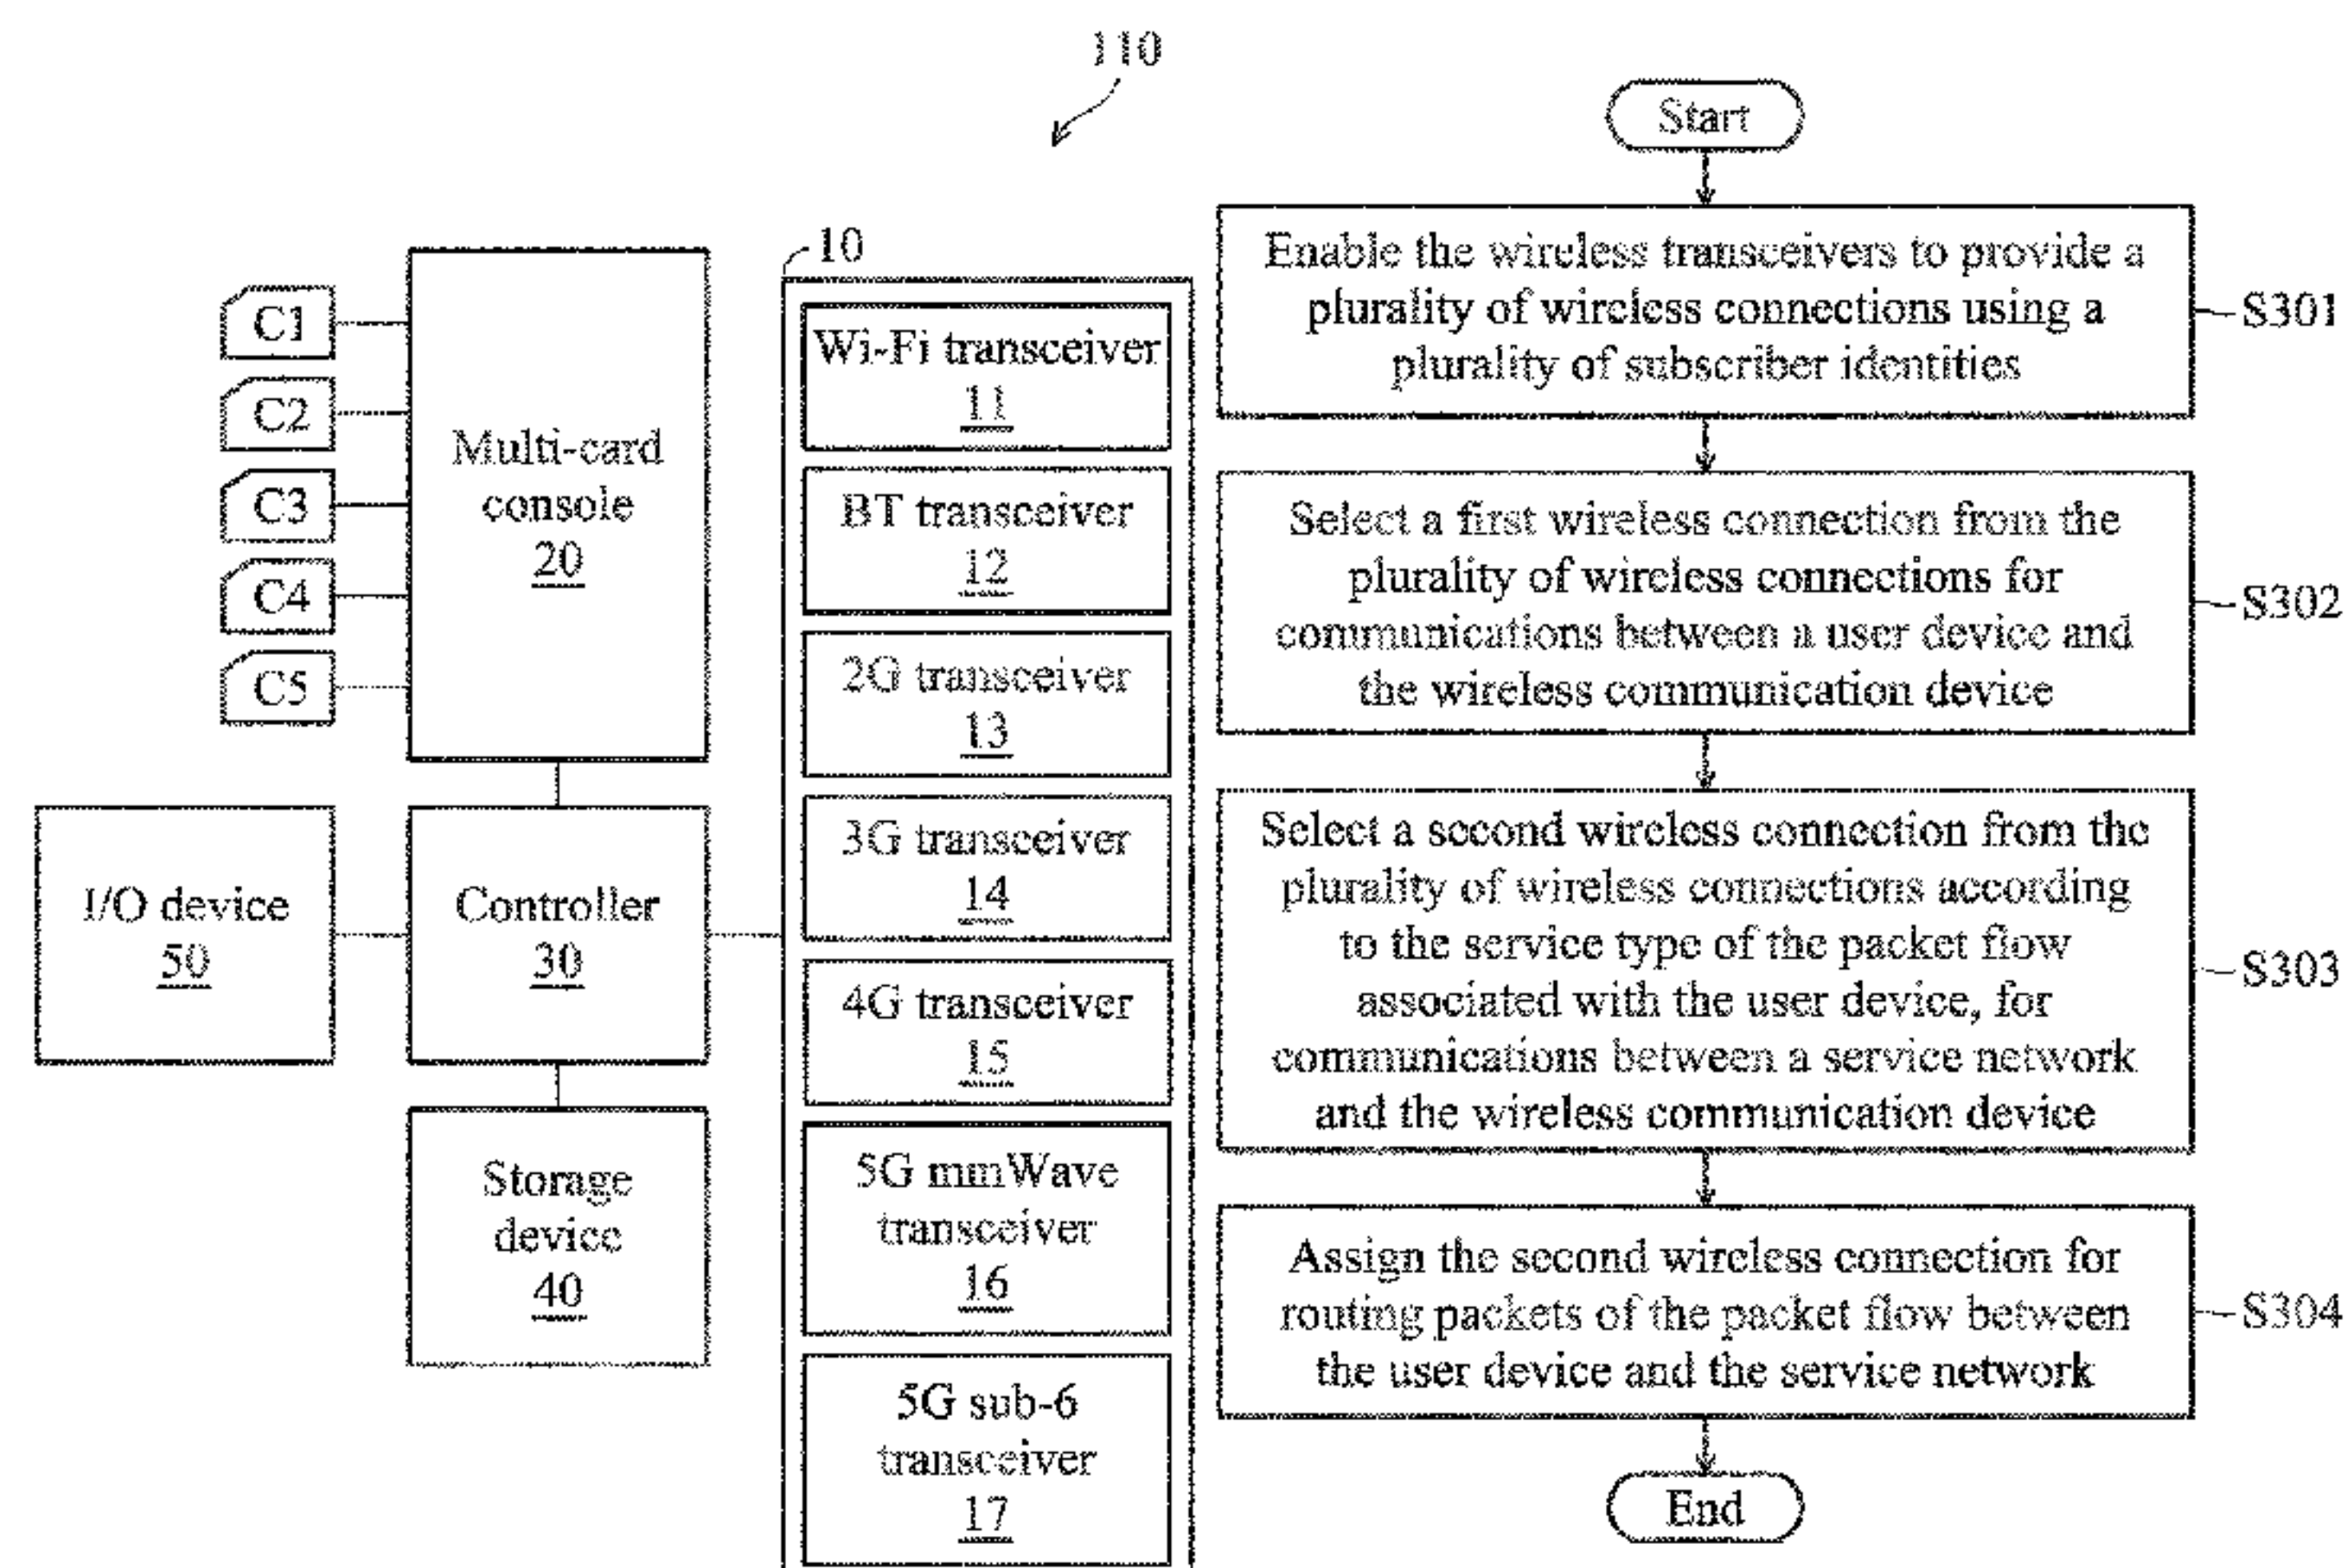 110
C1
C2
C3
C4
C5
Multi-card
console
20
I/O device
50
Controller
30
Storage
device
40
10
Wi-Fi transceiver
11
BT transceiver
12
2G transceiver
13
3G transceiver
14
4G transceiver
15
5G mmWave
transceiver
16
5G sub-6
transceiver
17
Start
Enable the wireless transceivers to provide a
plurality of wireless connections using a
plurality of subscriber identities
S301
Select a first wireless connection from the
plurality of wireless connections for
communications between a user device and
the wireless communication device
S302
Select a second wireless connection from the
plurality of wireless connections according
to the service type of the packet flow
associated with the user device, for
communications between a service network
and the wireless communication device
S303
Assign the second wireless connection for
routing packets of the packet flow between
the user device and the service network
S304
End